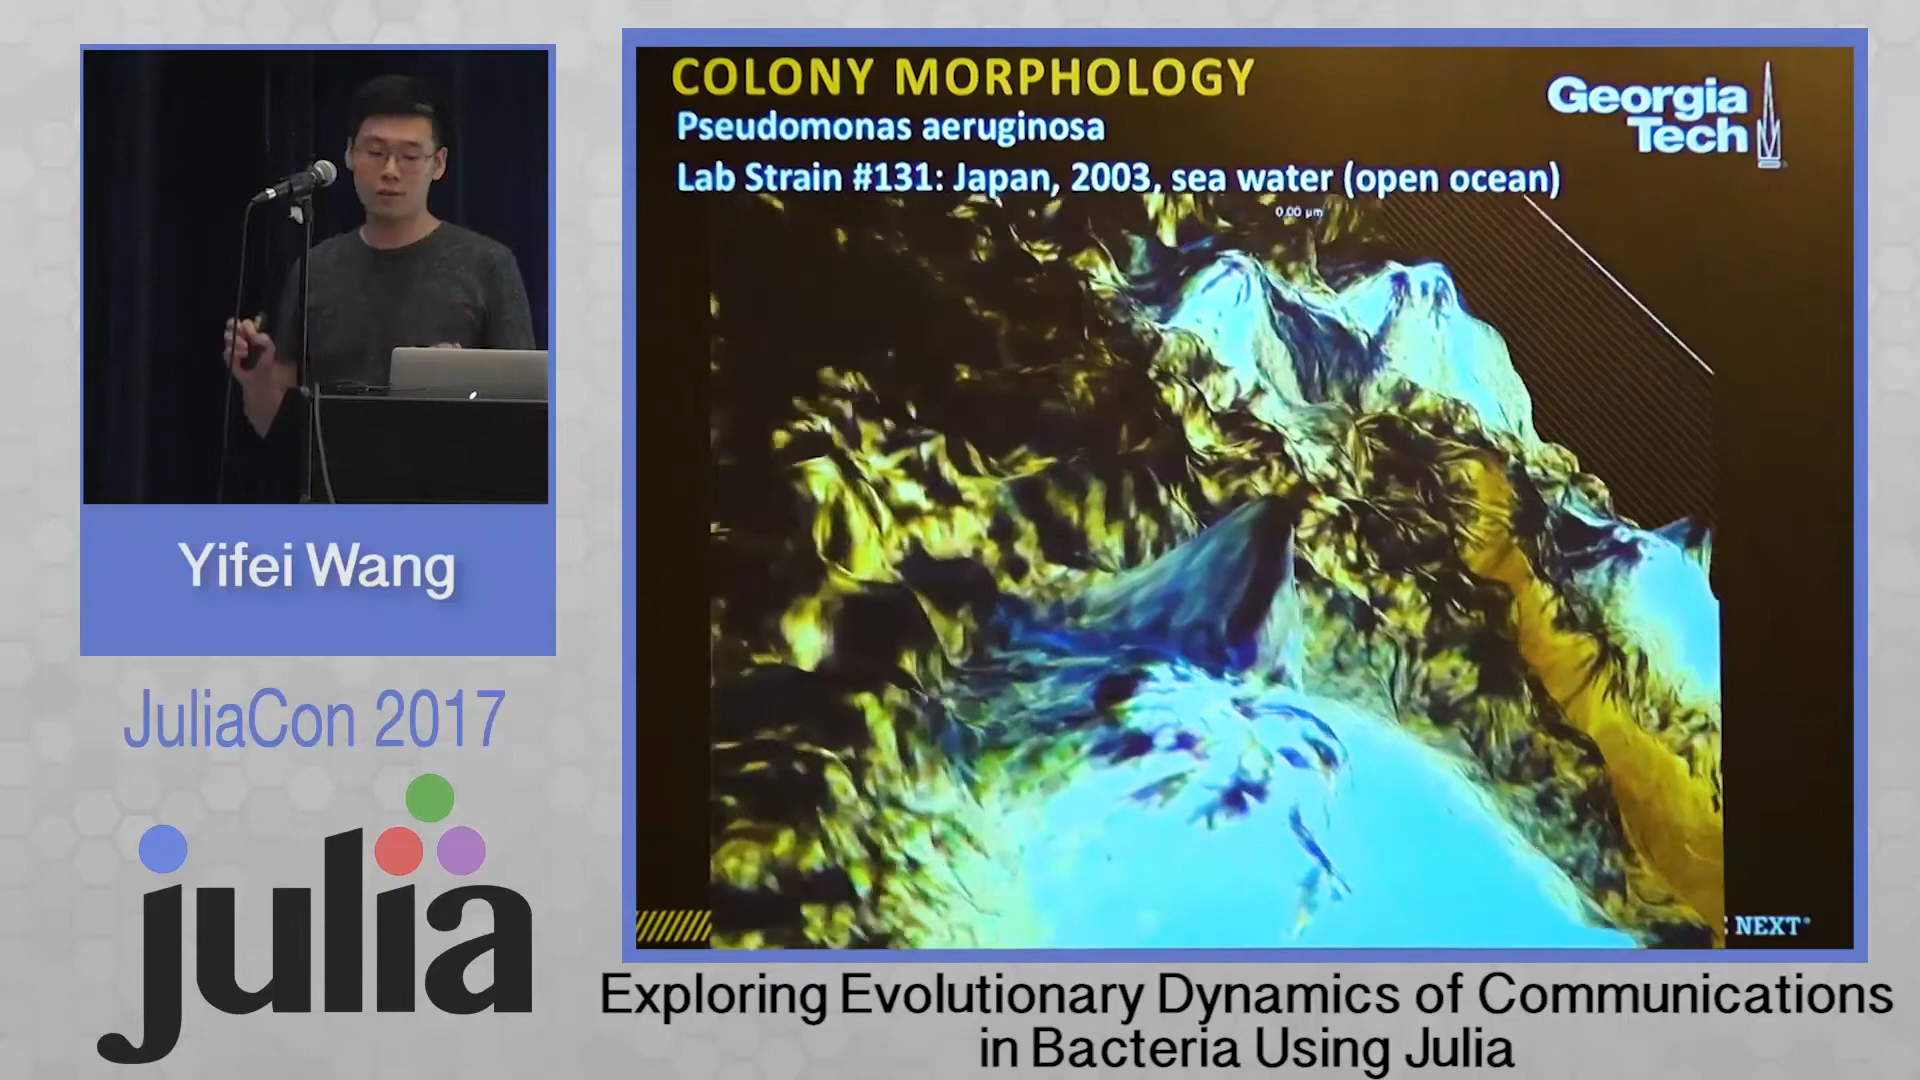 COLONY MORPHOLOGY
Pseudomonas aeruginosa
Lab Strain #131: Japan, 2003, sea water (open ocean)
Georgia
Tech
0.00 µm
NEXT
Yifei Wang
JuliaCon 2017
julia
Exploring Evolutionary Dynamics of Communications
in Bacteria Using Julia